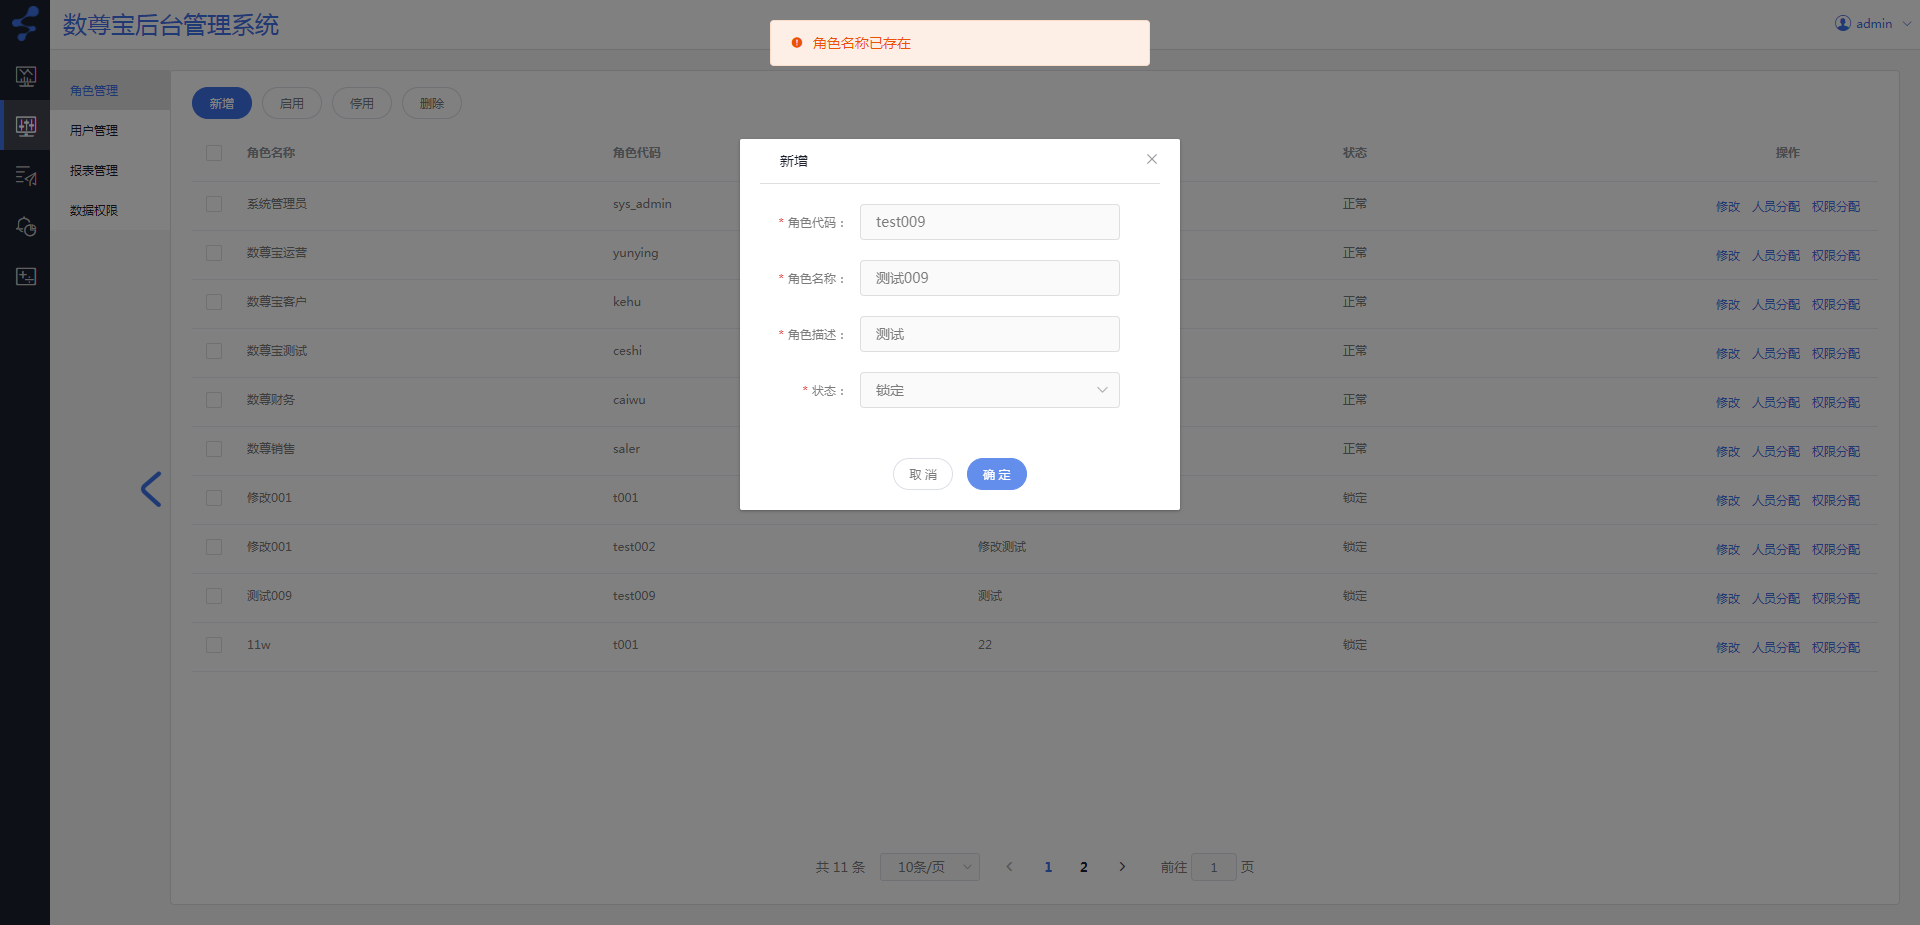 数尊宝后台管理系统
角色名称已存在
admin
角色管理
用户管理
报表管理
数据权限
新增 启用 停用 删除
角色名称 角色代码 状态 操作
系统管理员 sys_admin 正常 修改 人员分配 权限分配
数尊宝运营 yunying 正常 修改 人员分配 权限分配
数尊宝客户 kehu 正常 修改 人员分配 权限分配
数尊宝测试 ceshi 正常 修改 人员分配 权限分配
数尊财务 caiwu 正常 修改 人员分配 权限分配
数尊销售 saler 正常 修改 人员分配 权限分配
修改001 t001 锁定 修改 人员分配 权限分配
修改001 test002 修改测试 锁定 修改 人员分配 权限分配
测试009 test009 测试 锁定 修改 人员分配 权限分配
11w t001 22 锁定 修改 人员分配 权限分配
新增
* 角色代码： test009
* 角色名称： 测试009
* 角色描述： 测试
* 状态： 锁定
取消 确定
共 11 条 10条/页 1 2 前往 1 页